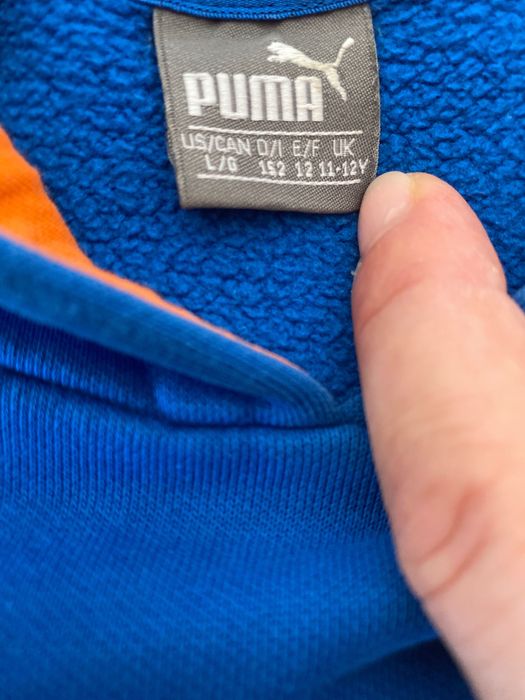 PUMA
US/CAN D/I E/F UK
L/G 152 12 11-12Y